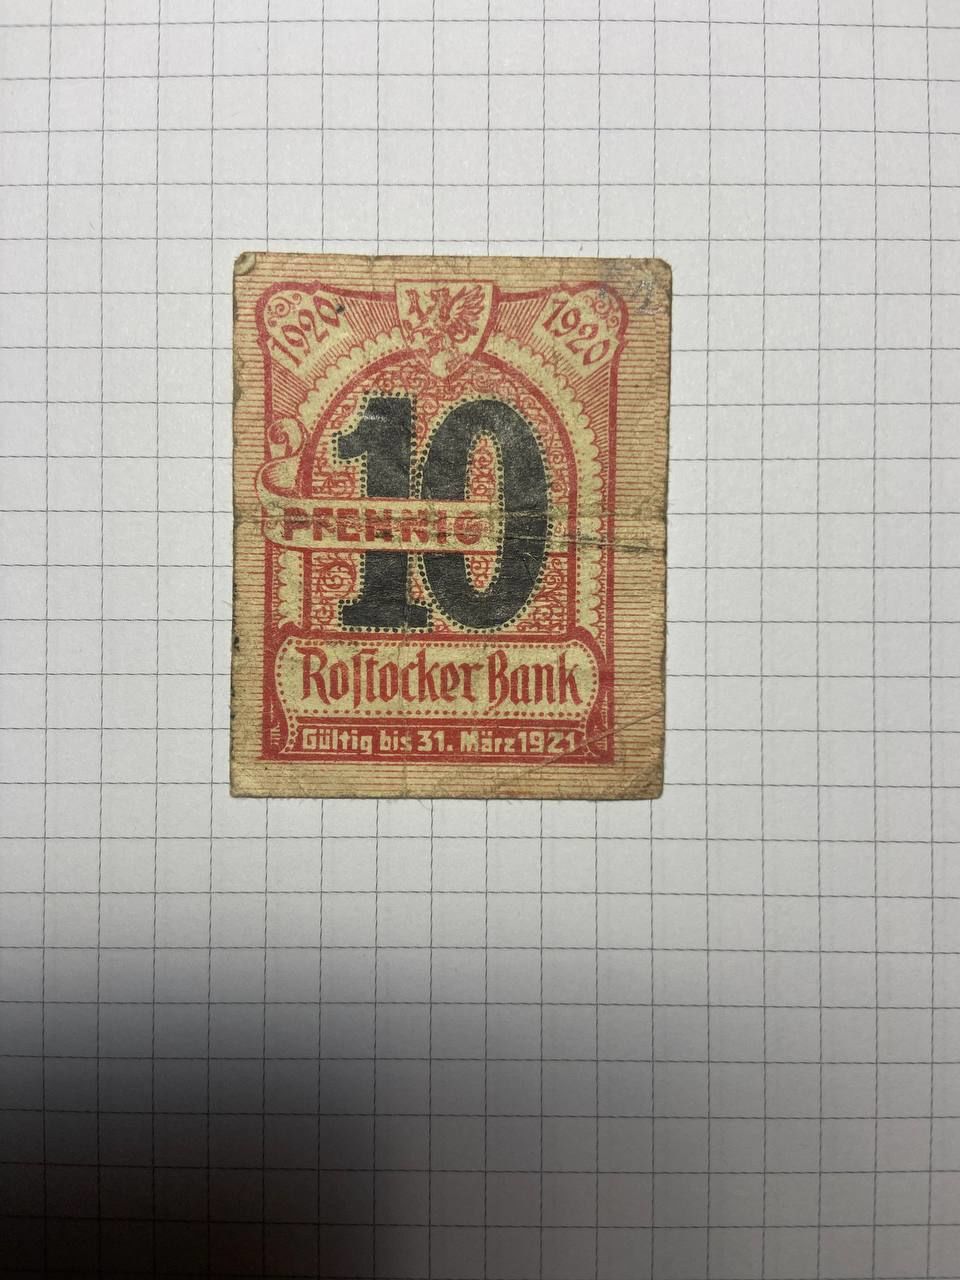 1920 1920
10
PFENNIG
Roſtocker Bank
Gültig bis 31. März 1921